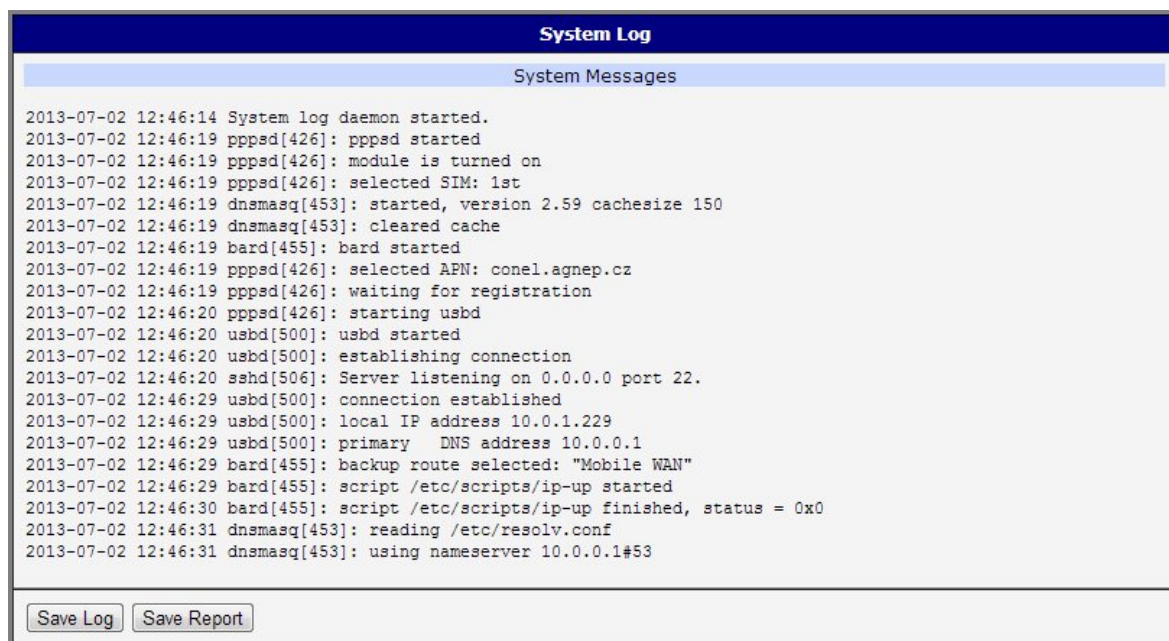 System Log
System Messages
2013-07-02 12:46:14 System log daemon started.
2013-07-02 12:46:19 pppsd[426]: pppsd started
2013-07-02 12:46:19 pppsd[426]: module is turned on
2013-07-02 12:46:19 pppsd[426]: selected SIM: 1st
2013-07-02 12:46:19 dnsmasq[453]: started, version 2.59 cachesize 150
2013-07-02 12:46:19 dnsmasq[453]: cleared cache
2013-07-02 12:46:19 bard[455]: bard started
2013-07-02 12:46:19 pppsd[426]: selected APN: conel.agnep.cz
2013-07-02 12:46:19 pppsd[426]: waiting for registration
2013-07-02 12:46:20 pppsd[426]: starting usbd
2013-07-02 12:46:20 usbd[500]: usbd started
2013-07-02 12:46:20 usbd[500]: establishing connection
2013-07-02 12:46:20 sshd[506]: Server listening on 0.0.0.0 port 22.
2013-07-02 12:46:29 usbd[500]: connection established
2013-07-02 12:46:29 usbd[500]: local IP address 10.0.1.229
2013-07-02 12:46:29 usbd[500]: primary   DNS address 10.0.0.1
2013-07-02 12:46:29 bard[455]: backup route selected: "Mobile WAN"
2013-07-02 12:46:29 bard[455]: script /etc/scripts/ip-up started
2013-07-02 12:46:30 bard[455]: script /etc/scripts/ip-up finished, status = 0x0
2013-07-02 12:46:31 dnsmasq[453]: reading /etc/resolv.conf
2013-07-02 12:46:31 dnsmasq[453]: using nameserver 10.0.0.1#53
Save Log Save Report